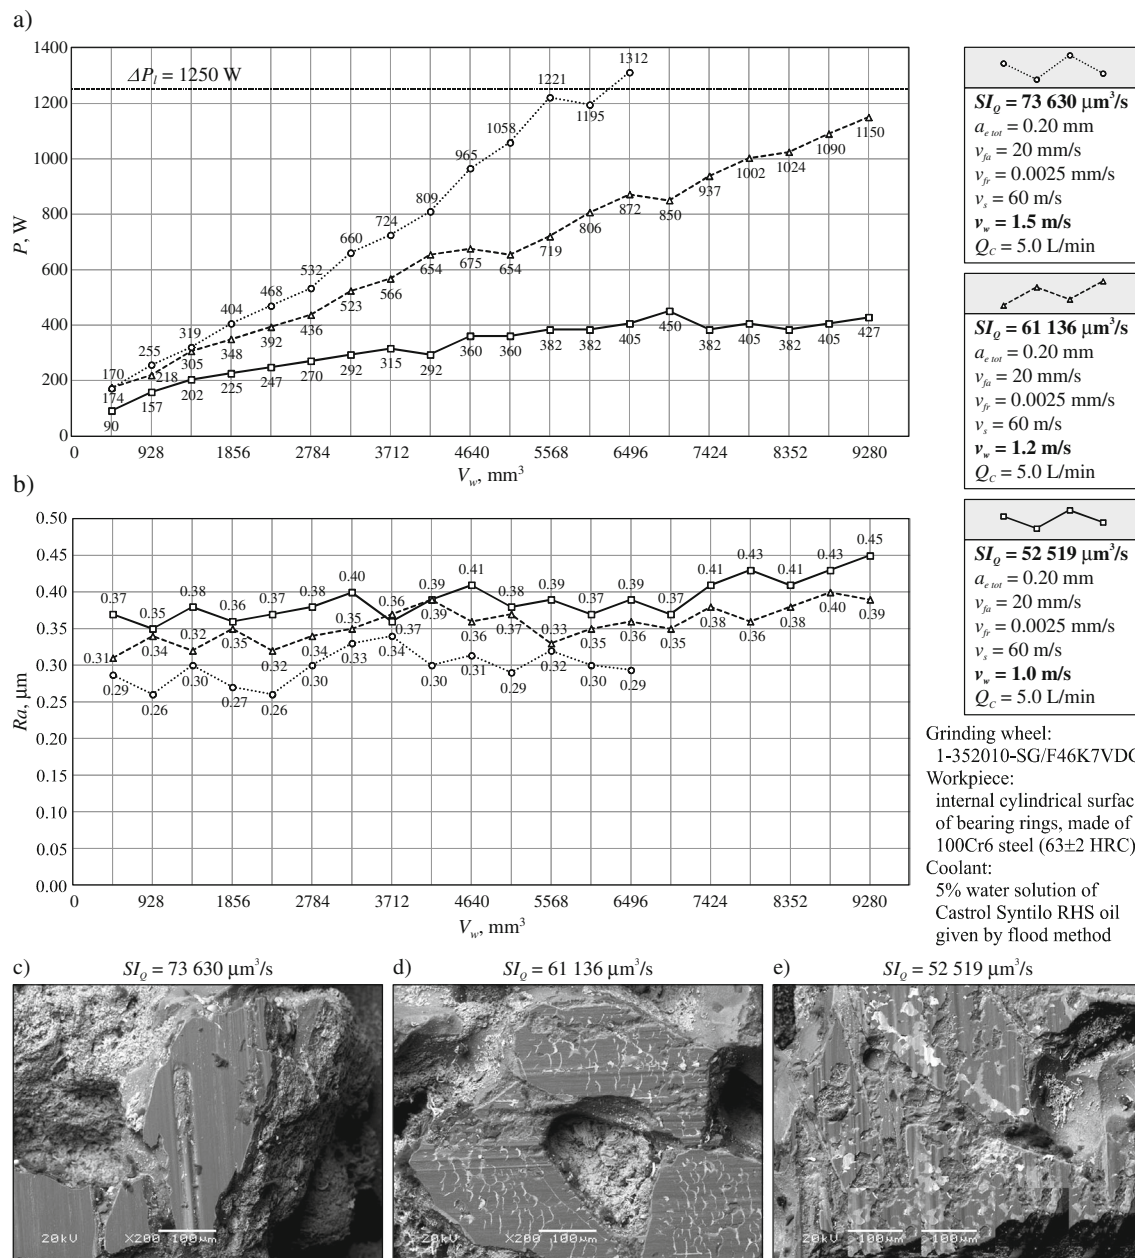 a)
1400
1200
1000
800
600
400
200
0
P, W
ΔP_l = 1250 W
170 255 319 404 468 532 660 724 809 965 1058 1221 1195 1312
174 218 305 348 392 436 523 566 654 675 654 719 806 872 850 937 1002 1024 1090 1150
90 157 202 225 247 270 292 315 292 360 360 382 382 405 450 382 405 382 405 427
0 928 1856 2784 3712 4640 5568 6496 7424 8352 9280
V_w, mm³
SI_Q = 73 630 μm³/s
a_e tot = 0.20 mm
v_fa = 20 mm/s
v_fr = 0.0025 mm/s
v_s = 60 m/s
v_w = 1.5 m/s
Q_C = 5.0 L/min
SI_Q = 61 136 μm³/s
a_e tot = 0.20 mm
v_fa = 20 mm/s
v_fr = 0.0025 mm/s
v_s = 60 m/s
v_w = 1.2 m/s
Q_C = 5.0 L/min
SI_Q = 52 519 μm³/s
a_e tot = 0.20 mm
v_fa = 20 mm/s
v_fr = 0.0025 mm/s
v_s = 60 m/s
v_w = 1.0 m/s
Q_C = 5.0 L/min
b)
0.50
0.45
0.40
0.35
0.30
0.25
0.20
0.15
0.10
0.05
0.00
Ra, μm
0.37 0.35 0.38 0.36 0.37 0.38 0.40 0.36 0.39 0.41 0.38 0.39 0.37 0.39 0.37 0.41 0.43 0.41 0.43 0.45
0.31 0.34 0.32 0.35 0.32 0.34 0.35 0.37 0.39 0.36 0.37 0.33 0.35 0.36 0.35 0.38 0.36 0.38 0.40 0.39
0.29 0.26 0.30 0.27 0.26 0.30 0.33 0.34 0.30 0.31 0.29 0.32 0.30 0.29
0 928 1856 2784 3712 4640 5568 6496 7424 8352 9280
V_w, mm³
Grinding wheel:
1-352010-SG/F46K7VDG
Workpiece:
internal cylindrical surfac
of bearing rings, made of
100Cr6 steel (63±2 HRC)
Coolant:
5% water solution of
Castrol Syntilo RHS oil
given by flood method
c) SI_Q = 73 630 μm³/s
20kV X200 100μm
d) SI_Q = 61 136 μm³/s
20kV X200 100μm
e) SI_Q = 52 519 μm³/s
20kV 100μm 100μm